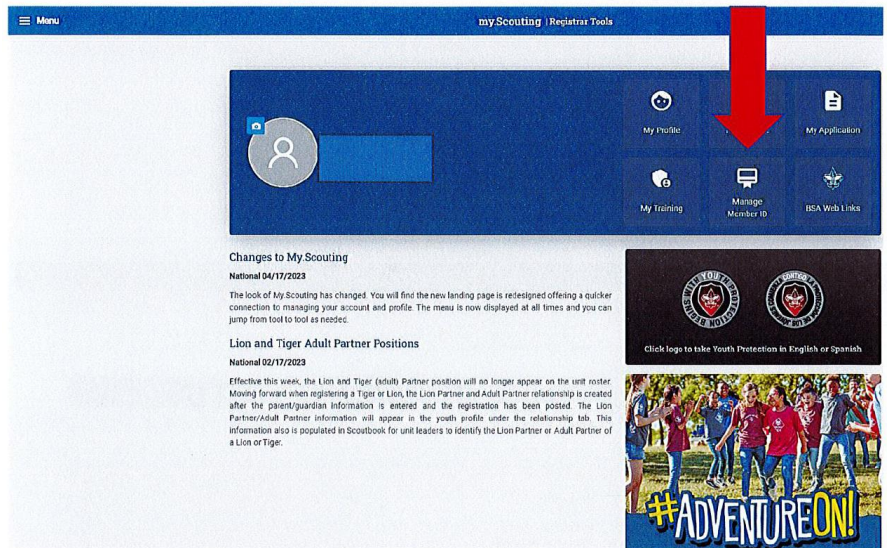 Menu
my.Scouting | Registrar Tools
My Profile
My Application
My Training
Manage
Member ID
BSA Web Links
Changes to My.Scouting
National 04/17/2023
The look of My.Scouting has changed. You will find the new landing page is redesigned offering a quicker
connection to managing your account and profile. The menu is now displayed at all times and you can
jump from tool to tool as needed.
Lion and Tiger Adult Partner Positions
National 02/17/2023
Effective this week, the Lion and Tiger (adult) Partner position will no longer appear on the unit roster.
Moving forward when registering a Tiger or Lion, the Lion Partner and Adult Partner relationship is created
after the parent/guardian information is entered and the registration has been posted. The Lion
Partner/Adult Partner information will appear in the youth profile under the relationship tab. This
information also is populated in Scoutbook for unit leaders to identify the Lion Partner or Adult Partner of
a Lion or Tiger.
YOUTH PROTECTION BEGINS WITH YOU
CONTIGO
Click logo to take Youth Protection in English or Spanish
#ADVENTUREON!